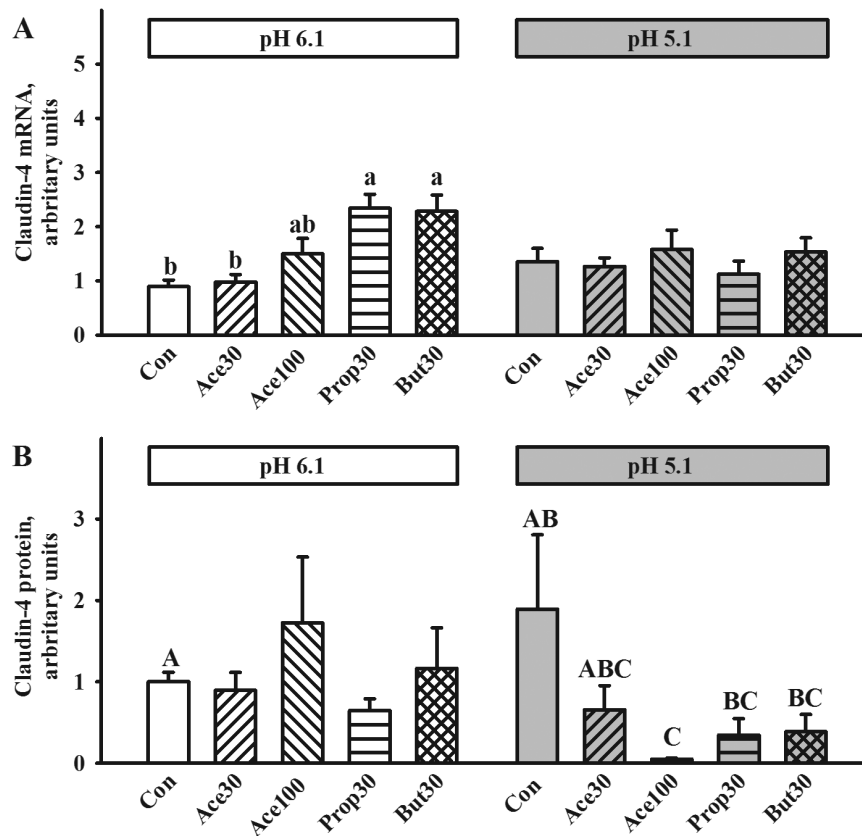 A
pH 6.1
pH 5.1
Claudin-4 mRNA,
arbritary units
5
4
3
2
1
0
b
b
ab
a
a
Con
Ace30
Ace100
Prop30
But30
Con
Ace30
Ace100
Prop30
But30
B
pH 6.1
pH 5.1
Claudin-4 protein,
arbritary units
3
2
1
0
A
AB
ABC
C
BC
BC
Con
Ace30
Ace100
Prop30
But30
Con
Ace30
Ace100
Prop30
But30